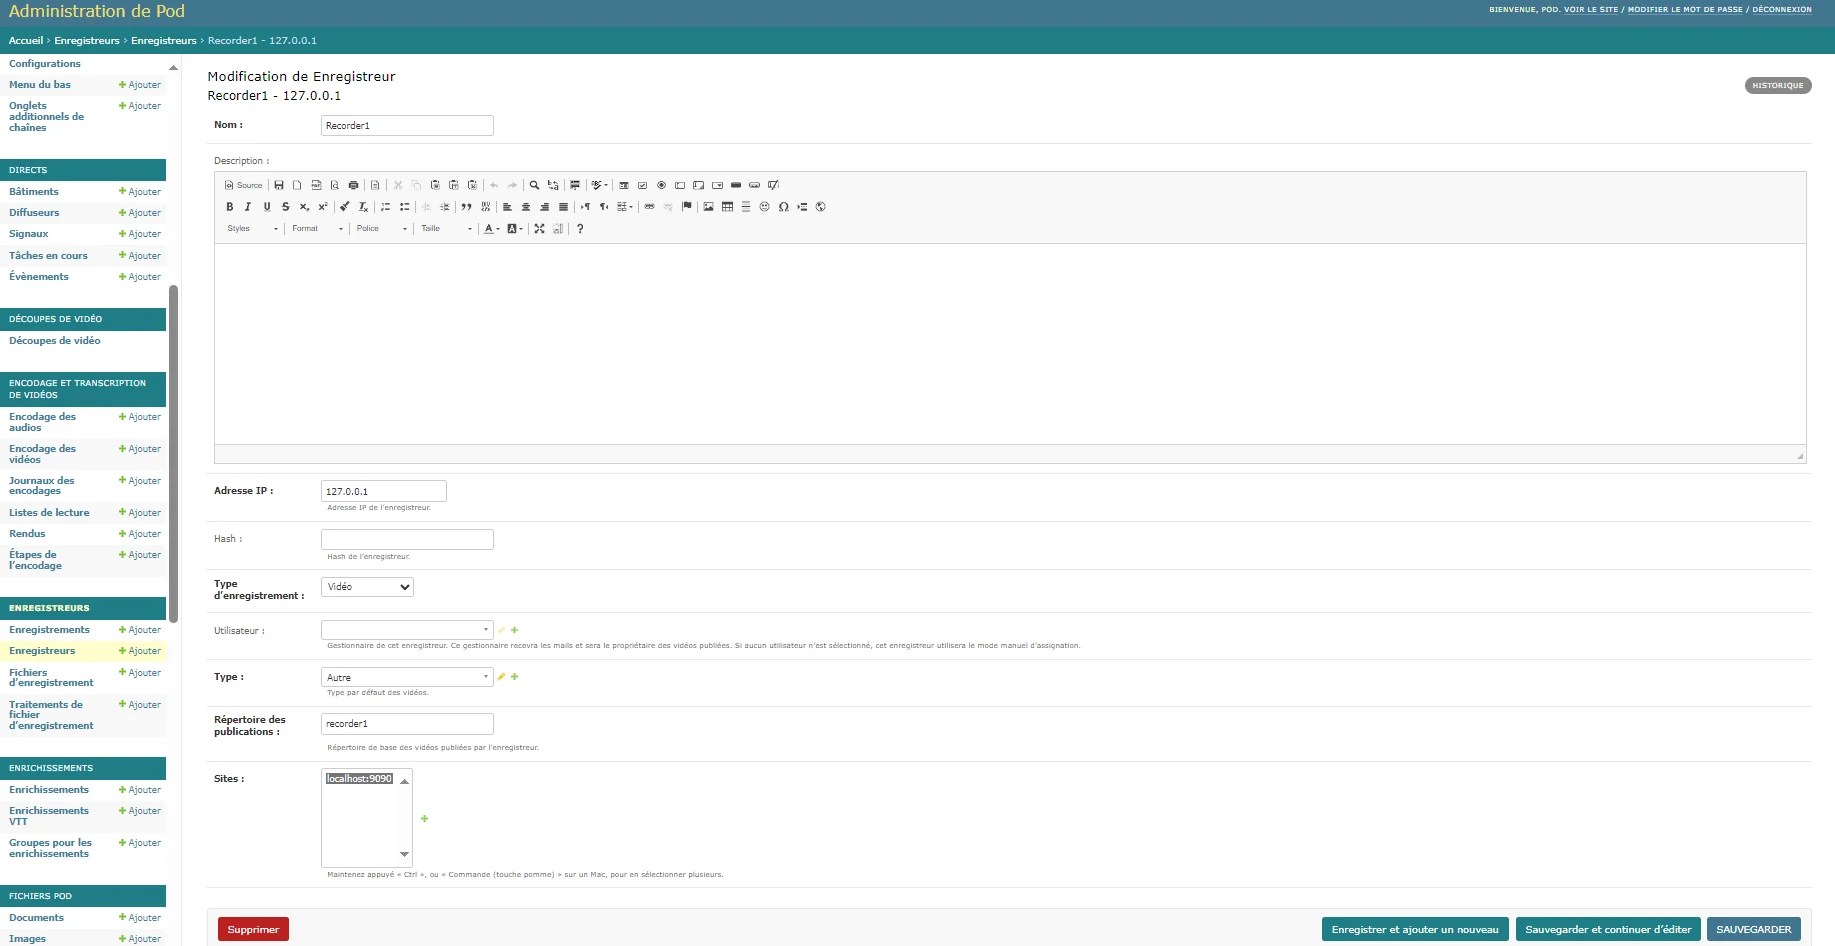 Administration de Pod
BIENVENUE, POD. VOIR LE SITE / MODIFIER LE MOT DE PASSE / DÉCONNEXION
Accueil › Enregistreurs › Enregistreurs › Recorder1 - 127.0.0.1
Configurations
Menu du bas Ajouter
Onglets additionnels de chaînes Ajouter
DIRECTS
Bâtiments Ajouter
Diffuseurs Ajouter
Signaux Ajouter
Tâches en cours Ajouter
Évènements Ajouter
DÉCOUPES DE VIDÉO
Découpes de vidéo
ENCODAGE ET TRANSCRIPTION
DE VIDÉOS
Encodage des audios Ajouter
Encodage des vidéos Ajouter
Journaux des encodages Ajouter
Listes de lecture Ajouter
Rendus Ajouter
Étapes de l'encodage Ajouter
ENREGISTREURS
Enregistrements Ajouter
Enregistreurs Ajouter
Fichiers d'enregistrement Ajouter
Traitements de fichier d'enregistrement Ajouter
ENRICHISSEMENTS
Enrichissements Ajouter
Enrichissements VTT Ajouter
Groupes pour les enrichissements Ajouter
FICHIERS POD
Documents Ajouter
Images Ajouter
Modification de Enregistreur
Recorder1 - 127.0.0.1
HISTORIQUE
Nom : Recorder1
Description :
Source
Styles Format Police Taille
Adresse IP : 127.0.0.1
Adresse IP de l'enregistreur.
Hash :
Hash de l'enregistreur.
Type d'enregistrement : Vidéo
Utilisateur :
Gestionnaire de cet enregistreur. Ce gestionnaire recevra les mails et sera le propriétaire des vidéos publiées. Si aucun utilisateur n'est sélectionné, cet enregistreur utilisera le mode manuel d'assignation.
Type : Autre
Type par défaut des vidéos.
Répertoire des publications : recorder1
Répertoire de base des vidéos publiées par l'enregistreur.
Sites : localhost:9090
Maintenez appuyé « Ctrl », ou « Commande (touche pomme) » sur un Mac, pour en sélectionner plusieurs.
Supprimer
Enregistrer et ajouter un nouveau
Sauvegarder et continuer d'éditer
SAUVEGARDER